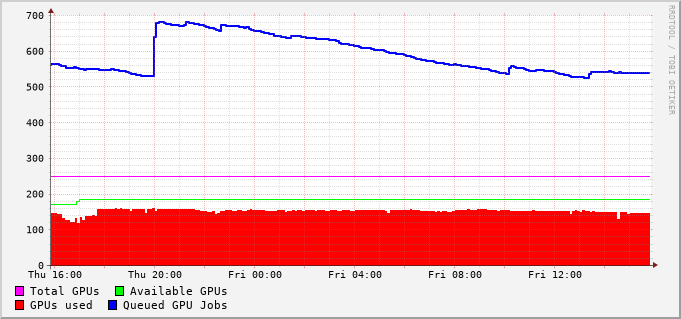 700
600
500
400
300
200
100
0
Thu 16:00 Thu 20:00 Fri 00:00 Fri 04:00 Fri 08:00 Fri 12:00
Total GPUs Available GPUs
GPUs used Queued GPU Jobs
RRDTOOL / TOBI OETIKER